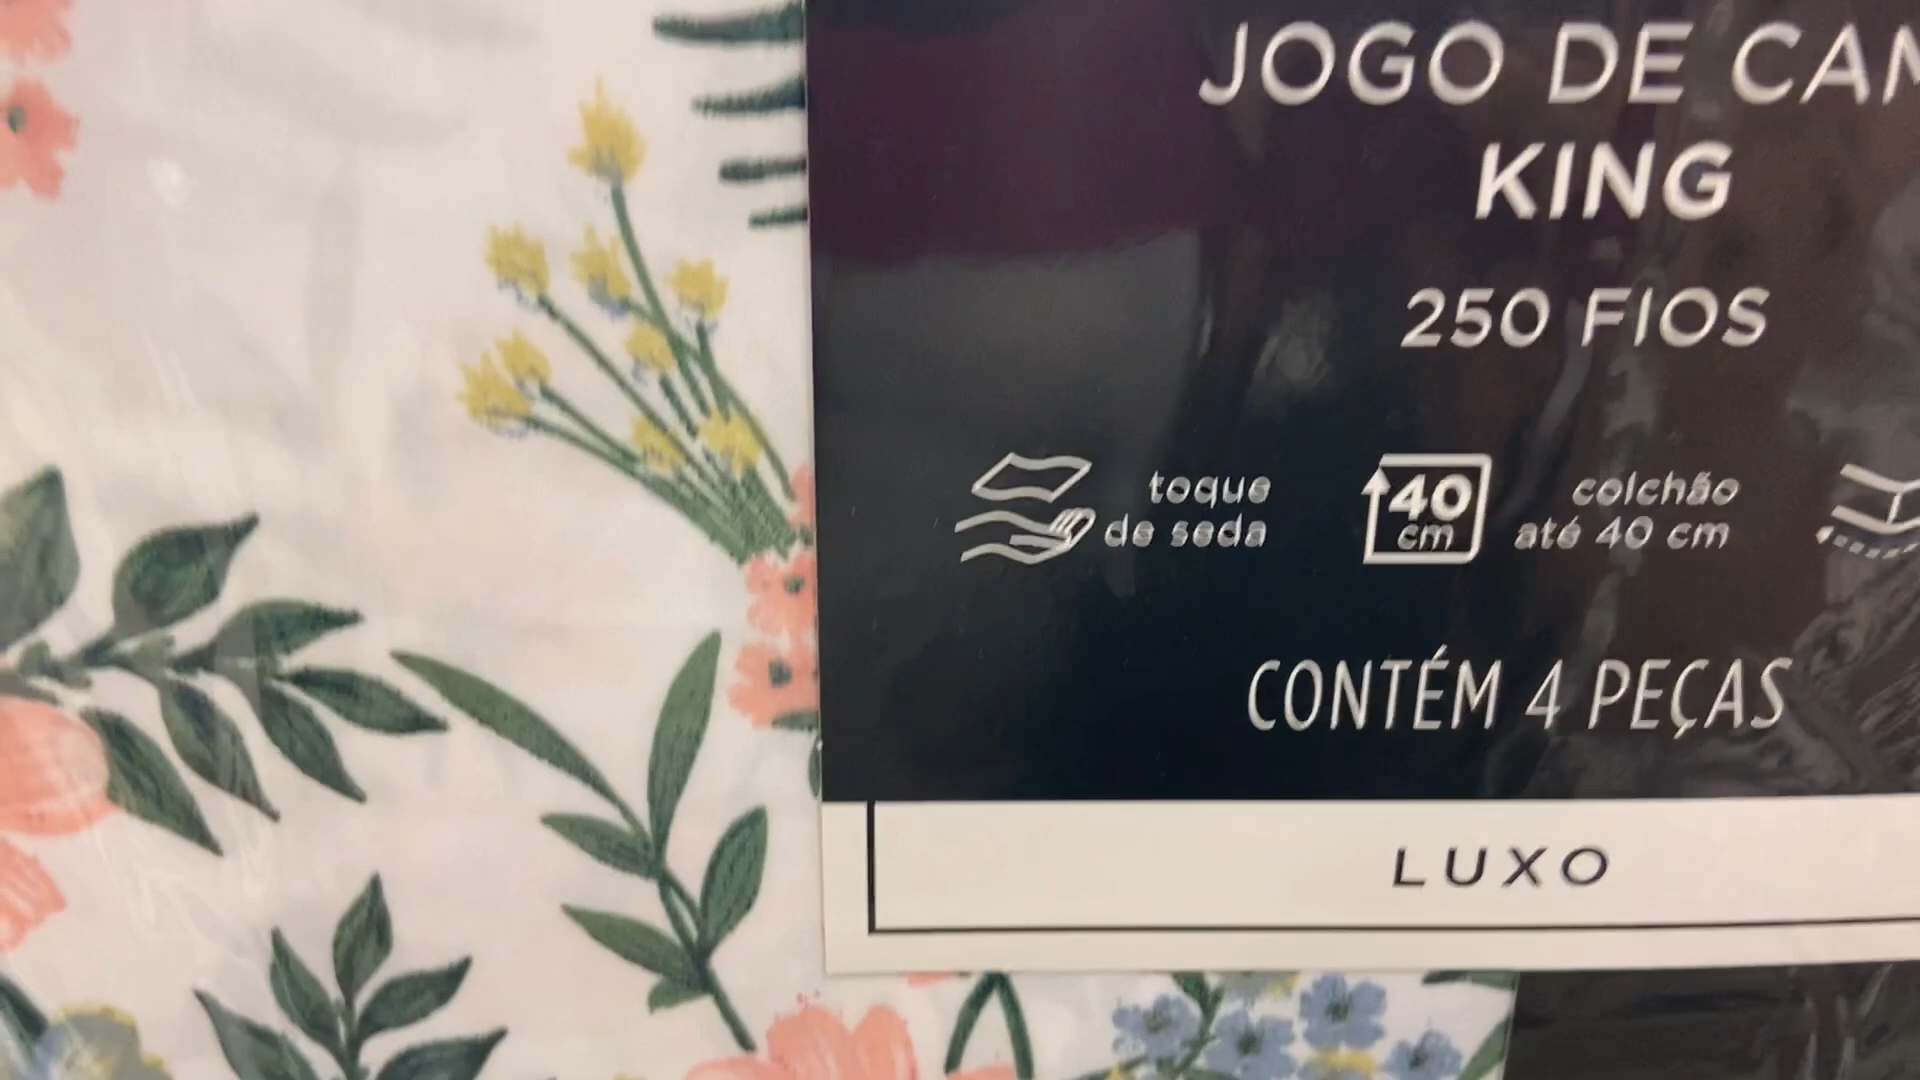 JOGO DE CAM
KING
250 FIOS
toque
de seda
40
cm
colchão
até 40 cm
CONTÉM 4 PEÇAS
LUXO